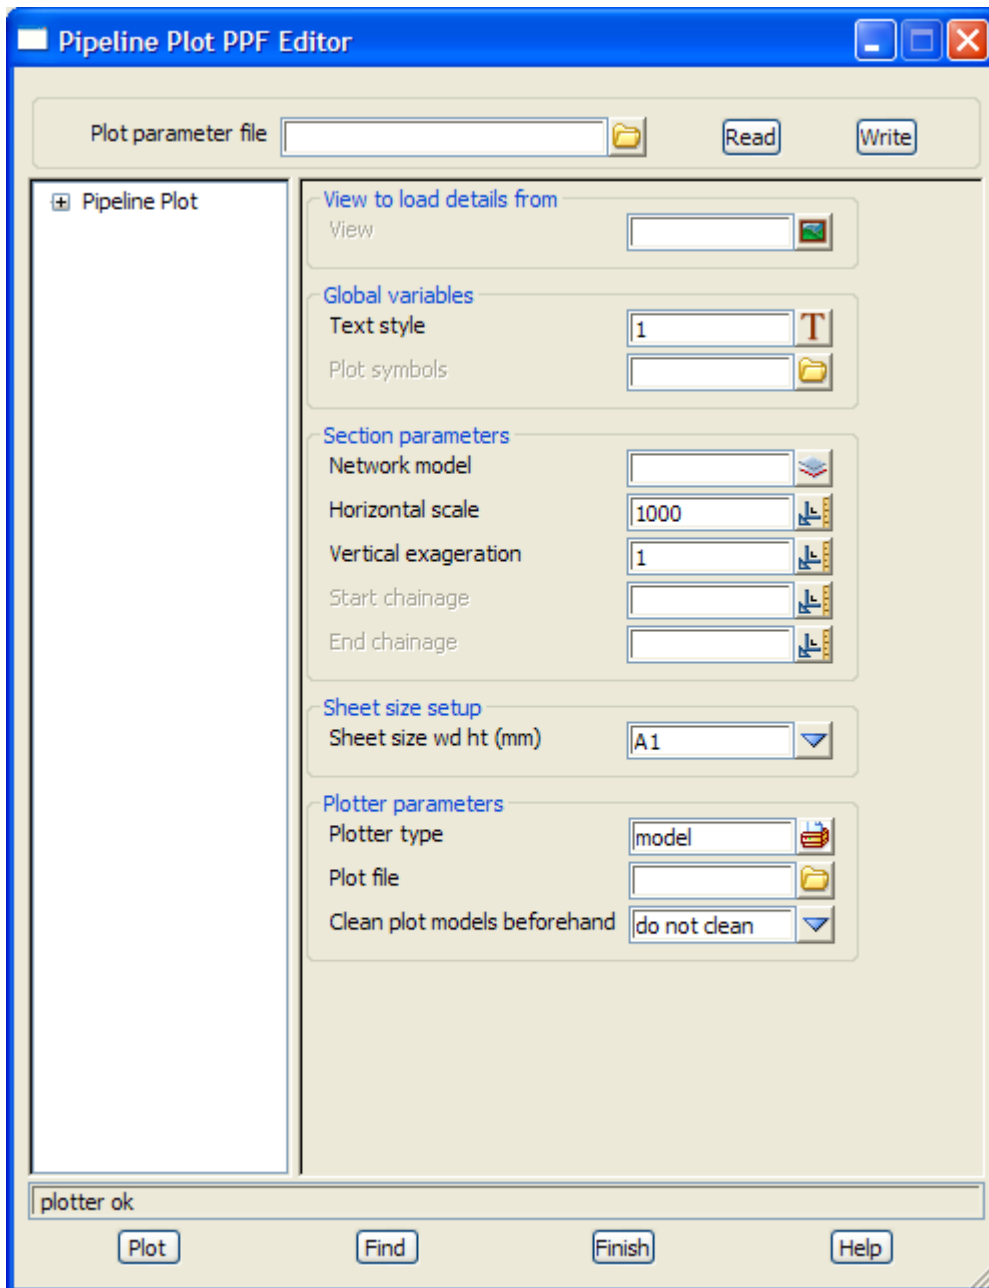 Pipeline Plot PPF Editor
Plot parameter file Read Write
Pipeline Plot
View to load details from
View
Global variables
Text style 1 T
Plot symbols
Section parameters
Network model
Horizontal scale 1000
Vertical exageration 1
Start chainage
End chainage
Sheet size setup
Sheet size wd ht (mm) A1
Plotter parameters
Plotter type model
Plot file
Clean plot models beforehand do not clean
plotter ok
Plot Find Finish Help